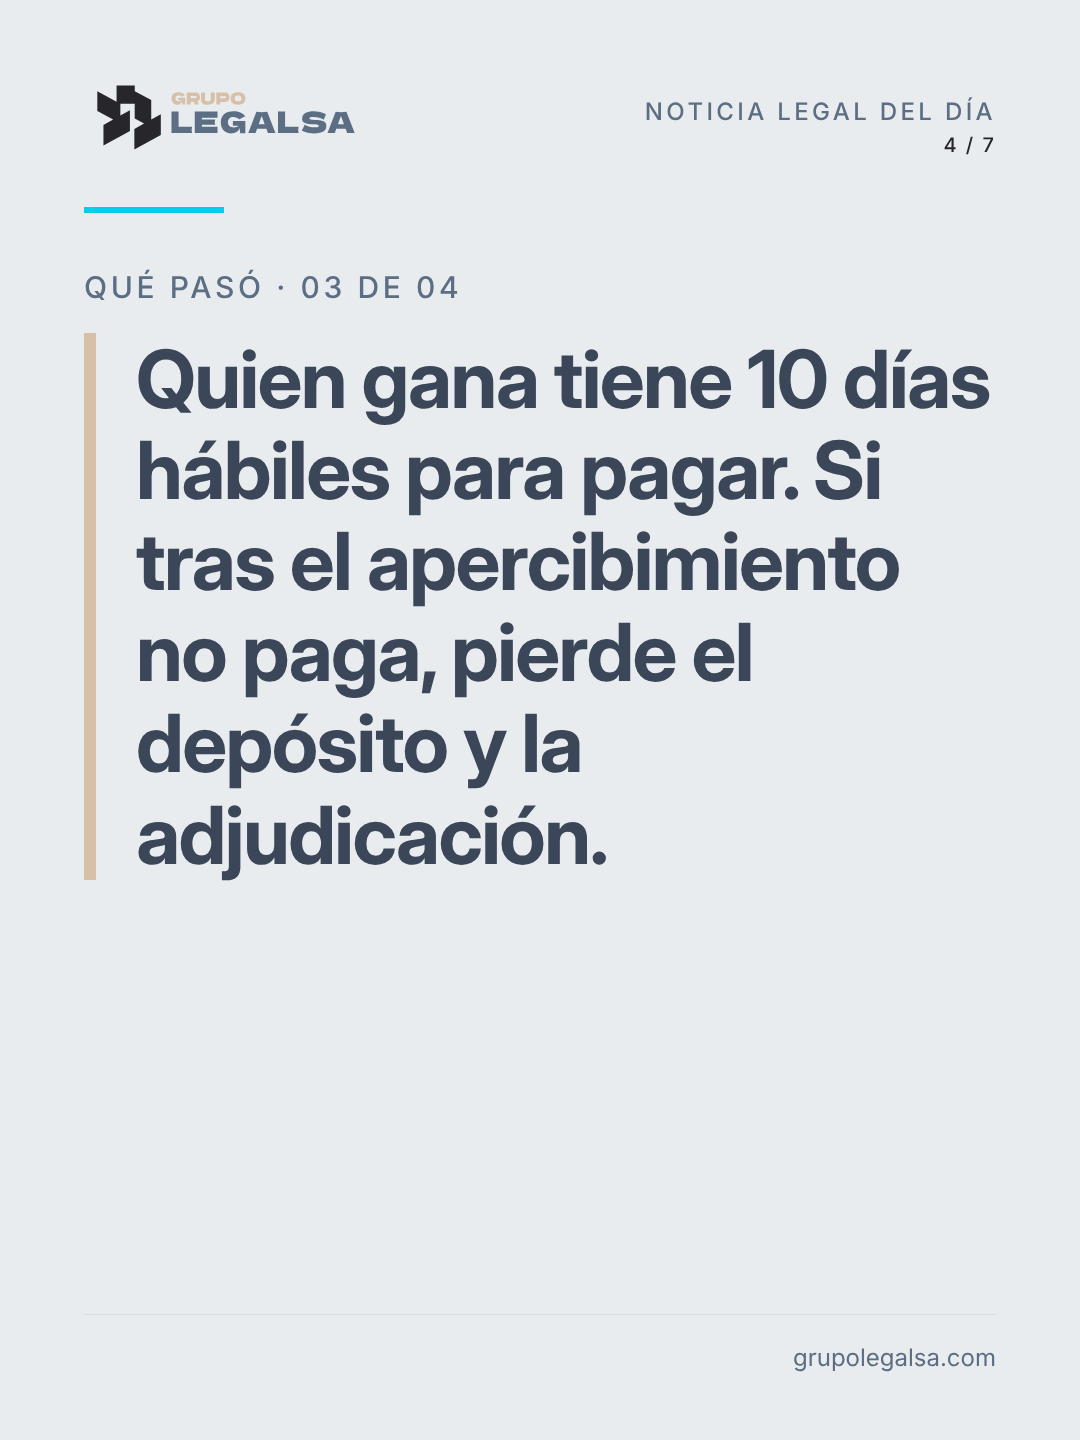 GRUPO
LEGALSA
NOTICIA LEGAL DEL DÍA
4 / 7
QUÉ PASÓ · 03 DE 04
Quien gana tiene 10 días
hábiles para pagar. Si
tras el apercibimiento
no paga, pierde el
depósito y la
adjudicación.
grupolegalsa.com